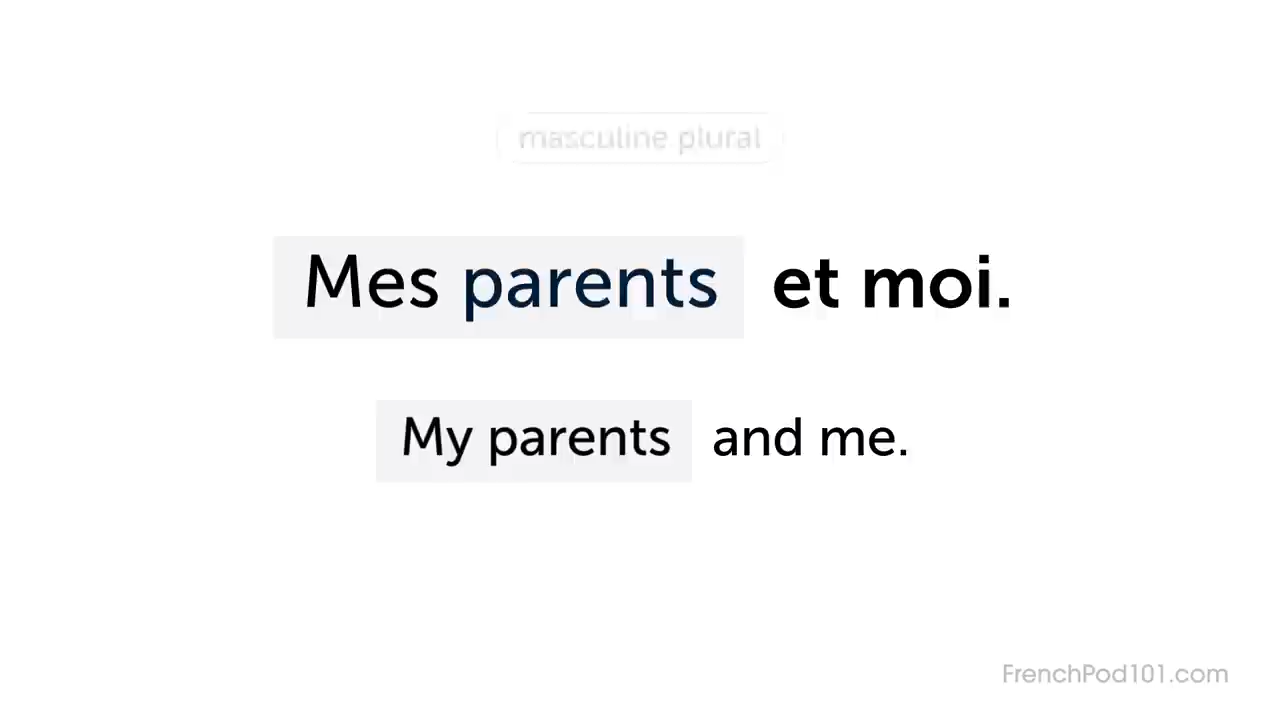 masculine plural
Mes parents et moi.
My parents and me.
FrenchPod101.com